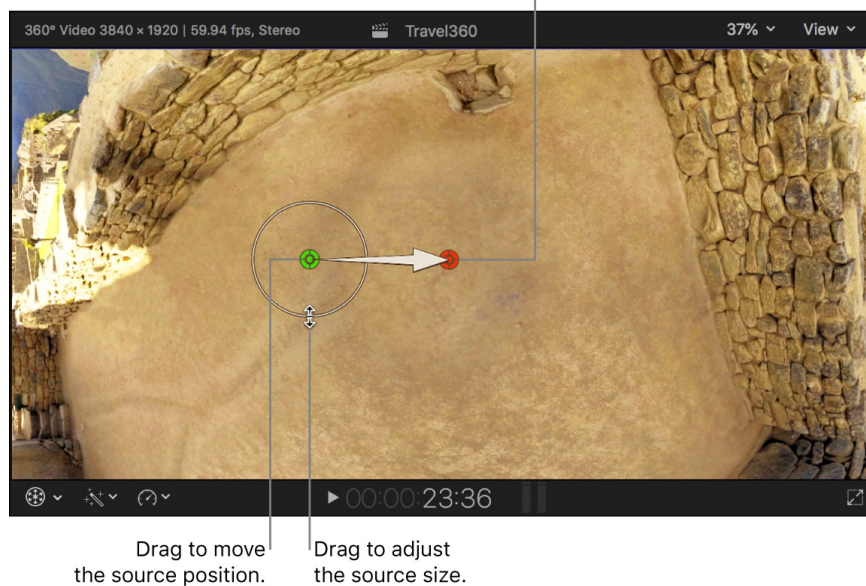 360° Video 3840 × 1920 | 59.94 fps, Stereo Travel360 37% View
00:00:23:36
Drag to move
the source position.
Drag to adjust
the source size.